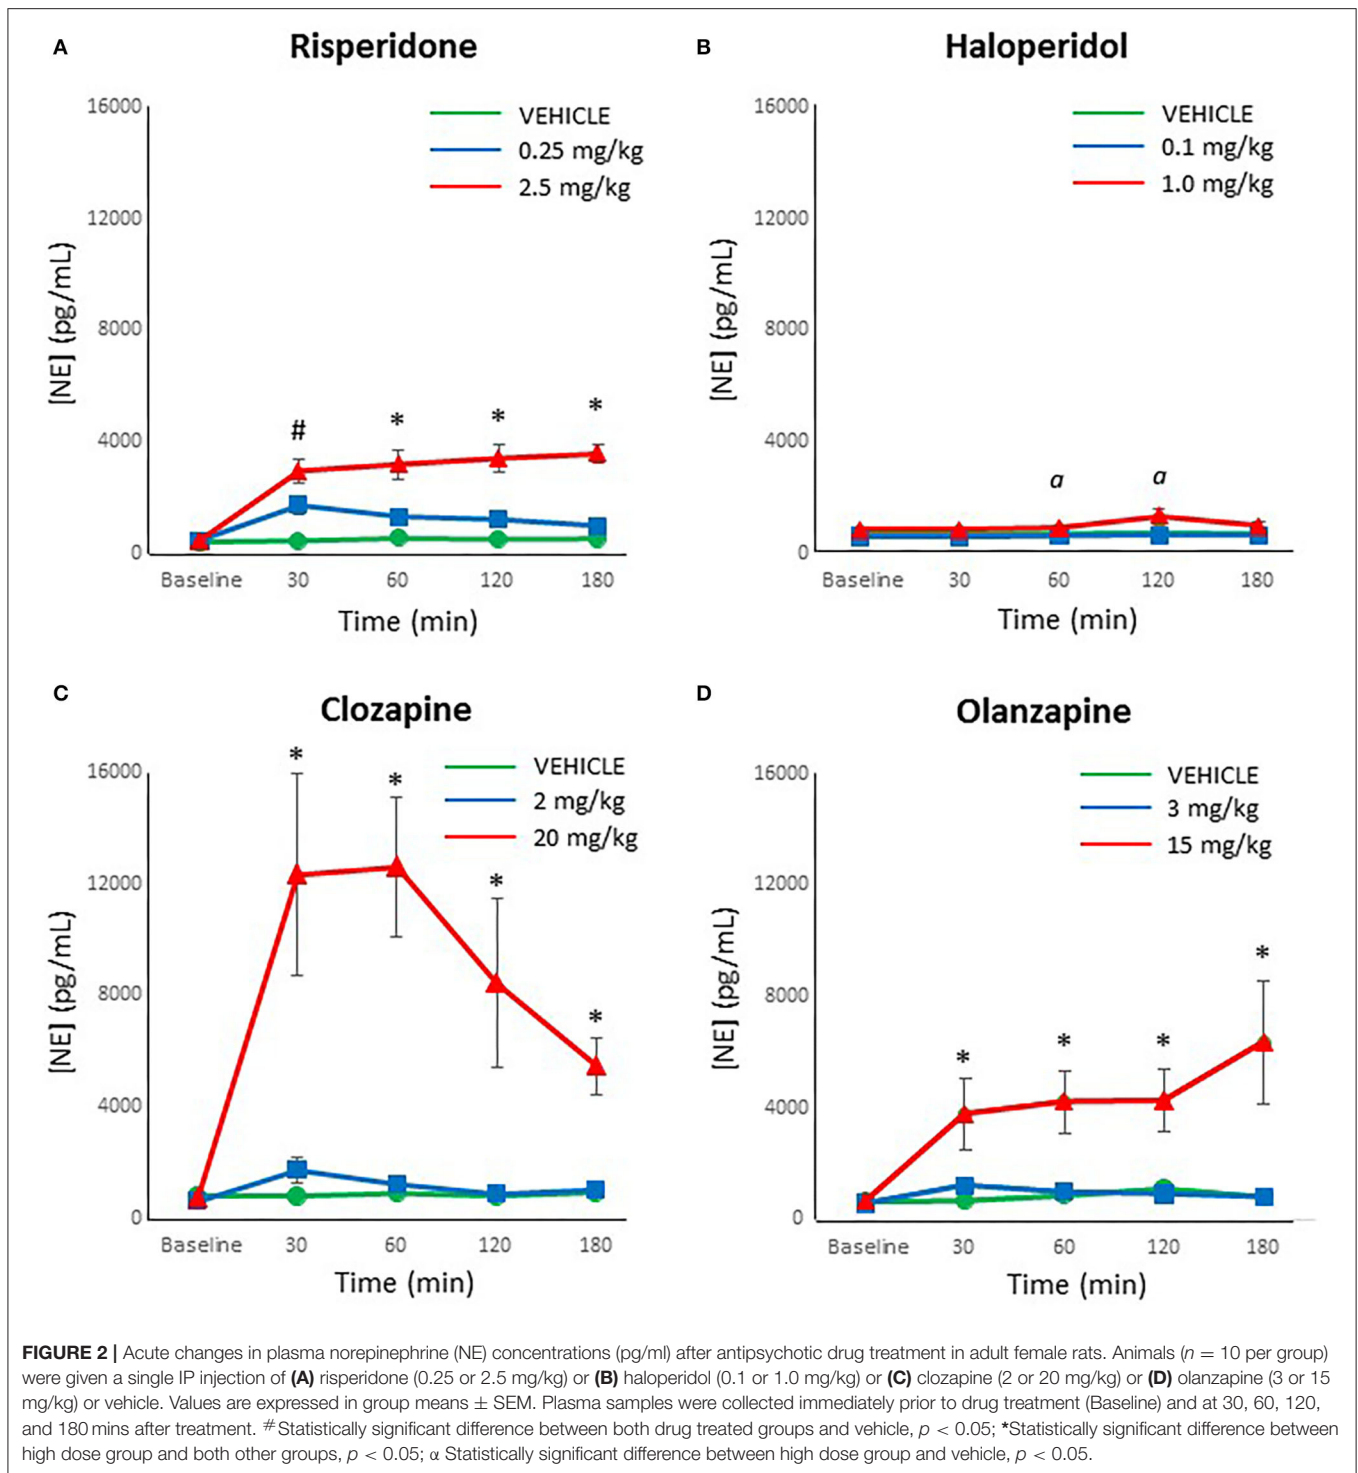 A
Risperidone
VEHICLE
0.25 mg/kg
2.5 mg/kg
16000
12000
8000
4000
0
[NE] (pg/mL)
#
*
*
*
Baseline 30 60 120 180
Time (min)
B
Haloperidol
VEHICLE
0.1 mg/kg
1.0 mg/kg
16000
12000
8000
4000
0
[NE] (pg/mL)
α
α
Baseline 30 60 120 180
Time (min)
C
Clozapine
VEHICLE
2 mg/kg
20 mg/kg
16000
12000
8000
4000
0
[NE] (pg/mL)
*
*
*
*
Baseline 30 60 120 180
Time (min)
D
Olanzapine
VEHICLE
3 mg/kg
15 mg/kg
16000
12000
8000
4000
0
[NE] (pg/mL)
*
*
*
*
Baseline 30 60 120 180
Time (min)
FIGURE 2 | Acute changes in plasma norepinephrine (NE) concentrations (pg/ml) after antipsychotic drug treatment in adult female rats. Animals (n = 10 per group)
were given a single IP injection of (A) risperidone (0.25 or 2.5 mg/kg) or (B) haloperidol (0.1 or 1.0 mg/kg) or (C) clozapine (2 or 20 mg/kg) or (D) olanzapine (3 or 15
mg/kg) or vehicle. Values are expressed in group means ± SEM. Plasma samples were collected immediately prior to drug treatment (Baseline) and at 30, 60, 120,
and 180 mins after treatment. #Statistically significant difference between both drug treated groups and vehicle, p < 0.05; *Statistically significant difference between
high dose group and both other groups, p < 0.05; α Statistically significant difference between high dose group and vehicle, p < 0.05.